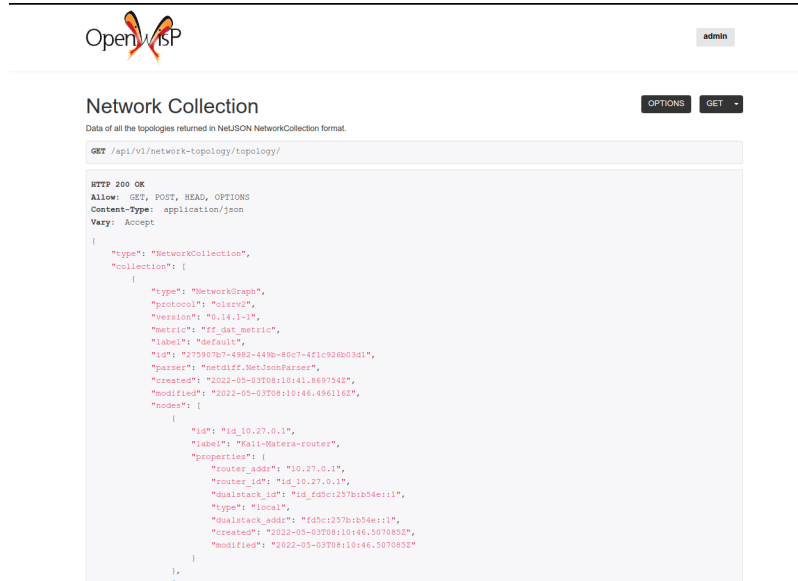 OpenWISP
admin
Network Collection
OPTIONS
GET
Data of all the topologies returned in NetJSON NetworkCollection format.
GET /api/v1/network-topology/topology/
HTTP 200 OK
Allow: GET, POST, HEAD, OPTIONS
Content-Type: application/json
Vary: Accept
{
"type": "NetworkCollection",
"collection": [
{
"type": "NetworkGraph",
"protocol": "olsrv2",
"version": "0.14.1-1",
"metric": "ff_dat_metric",
"label": "default",
"id": "275907b7-4982-449b-80c7-4f1c926b03d1",
"parser": "netdiff.NetJsonParser",
"created": "2022-05-03T08:10:41.869754Z",
"modified": "2022-05-03T08:10:46.496116Z",
"nodes": [
{
"id": "id_10.27.0.1",
"label": "Kali-Matera-router",
"properties": {
"router_addr": "10.27.0.1",
"router_id": "id_10.27.0.1",
"dualstack_id": "id_fd5c:257b:b54e::1",
"type": "local",
"dualstack_addr": "fd5c:257b:b54e::1",
"created": "2022-05-03T08:10:46.507085Z",
"modified": "2022-05-03T08:10:46.507085Z"
}
},